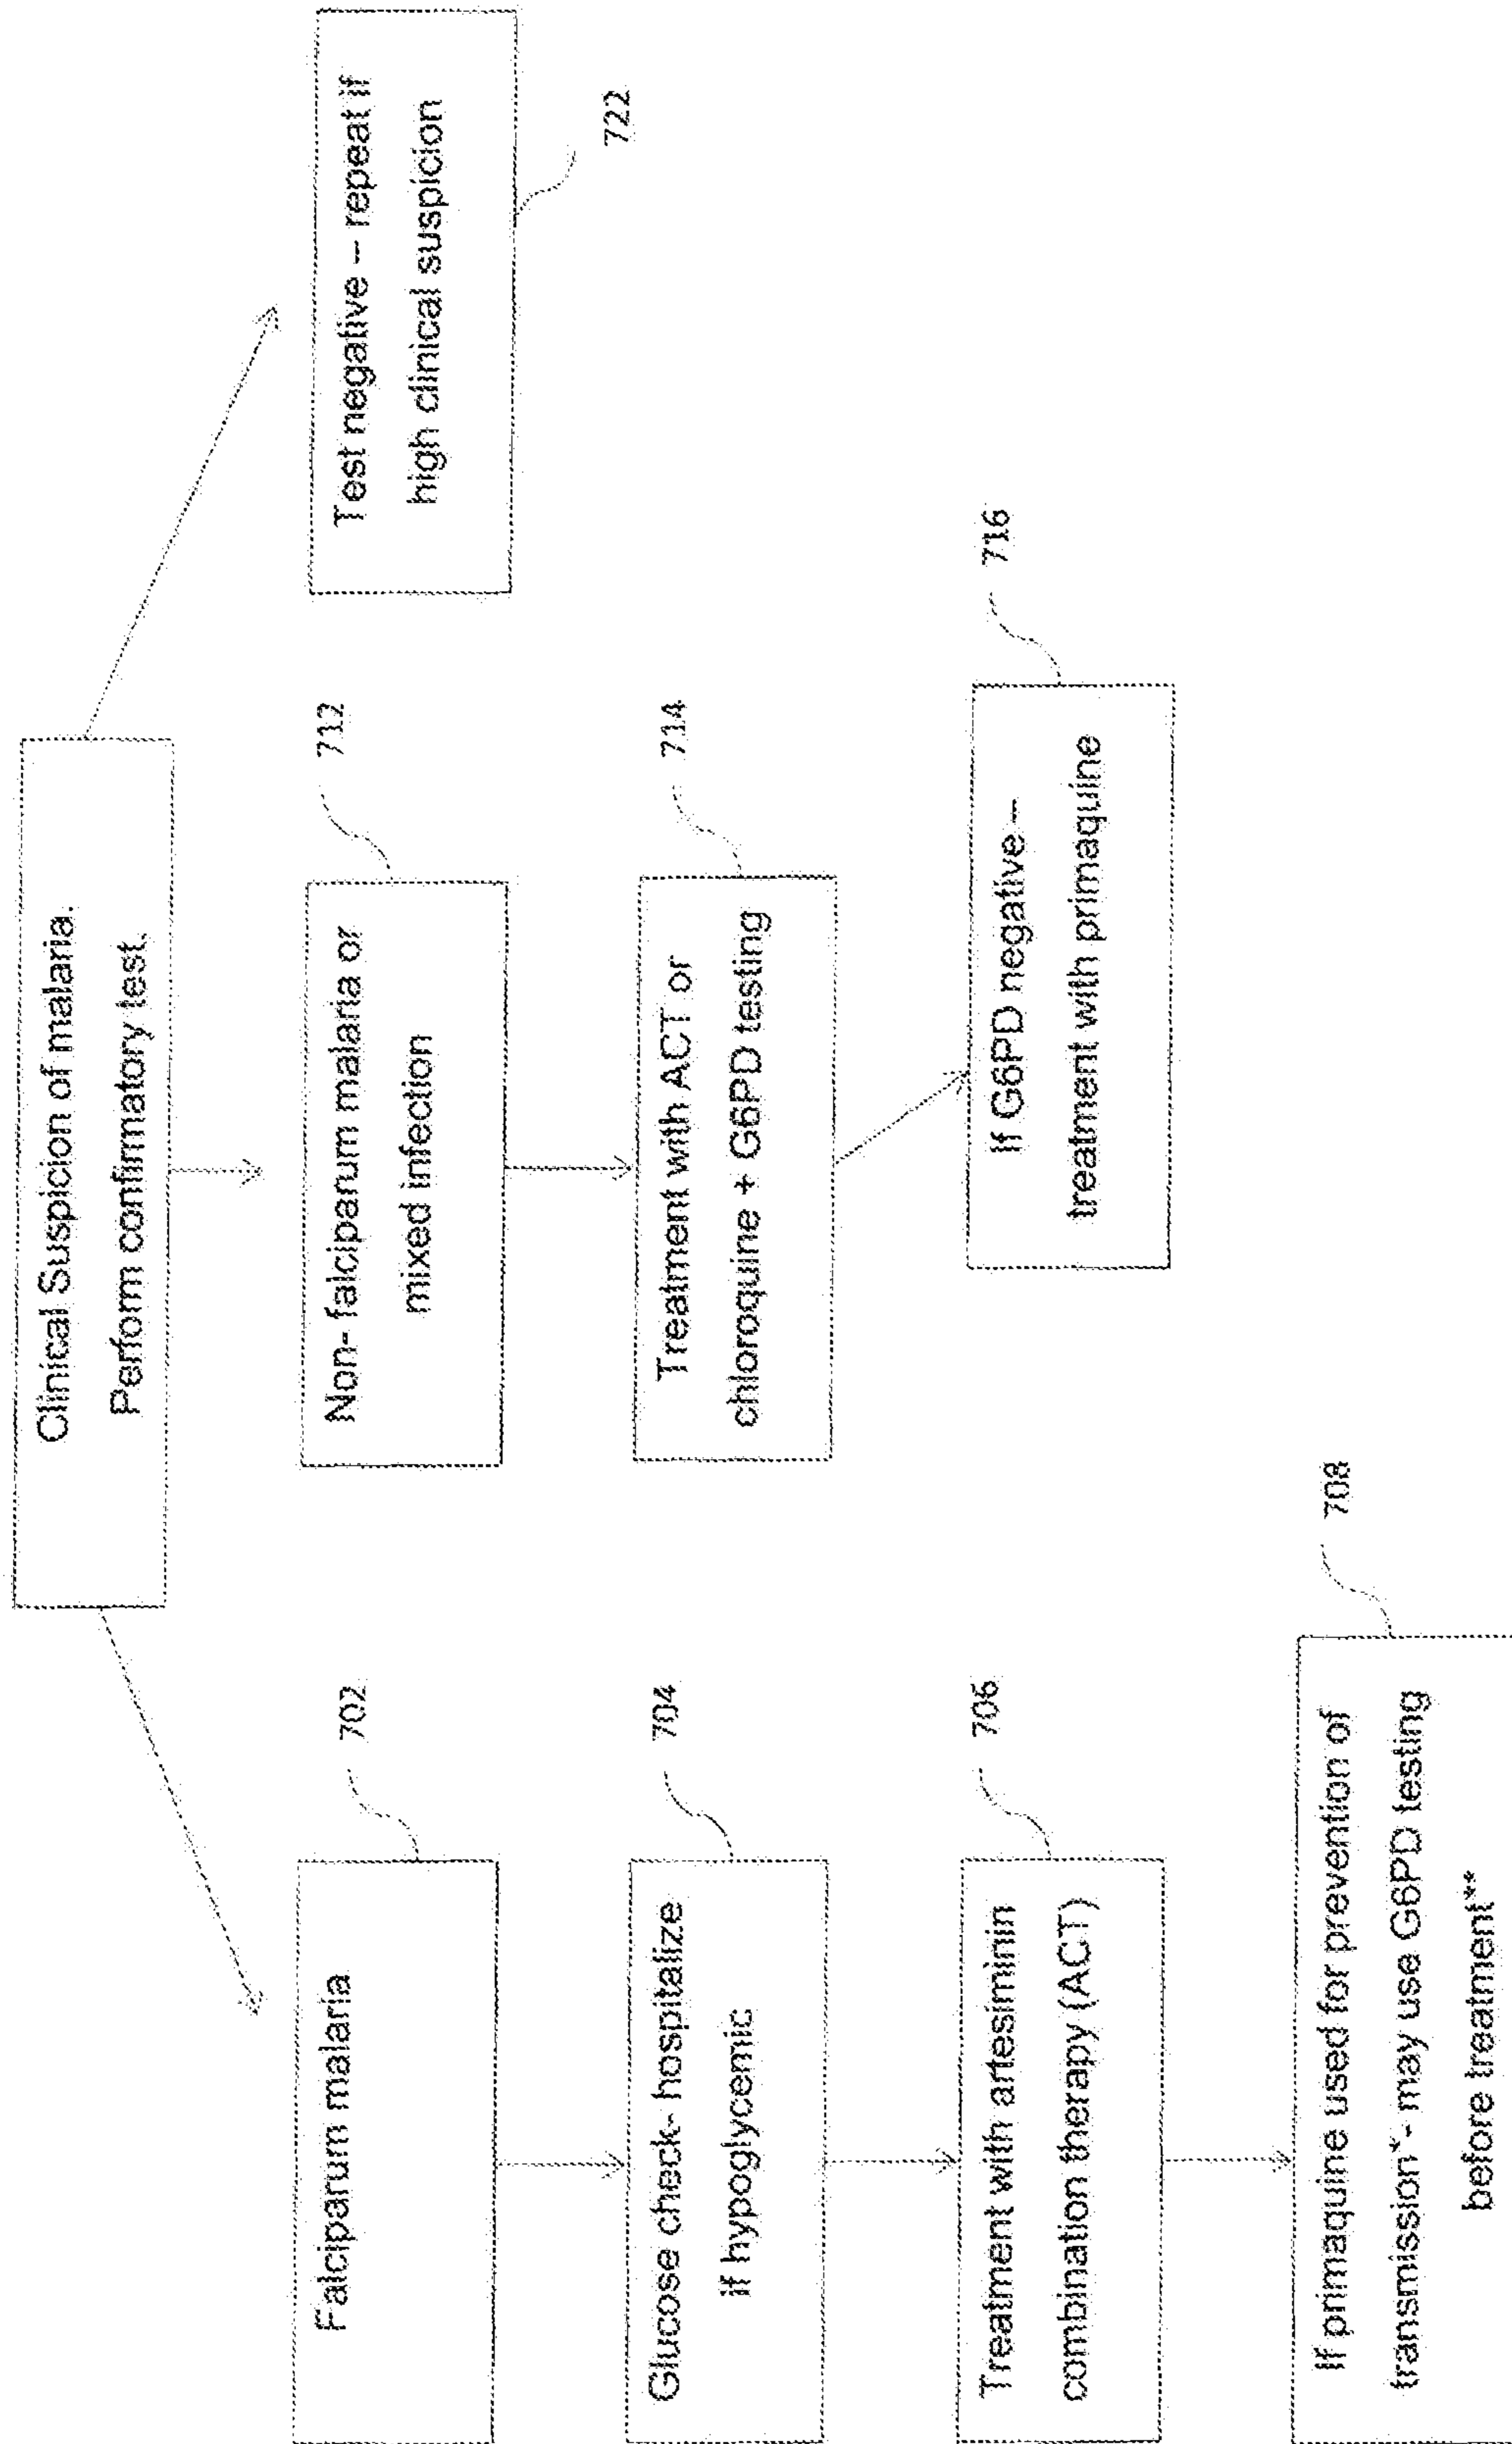 Clinical Suspicion of malaria.
Perform confirmatory test.
702
Falciparum malaria
704
Glucose check- hospitalize
if hypoglycemic
706
Treatment with artesiminin
combination therapy (ACT)
708
If primaquine used for prevention of
transmission*- may use G6PD testing
before treatment**
712
Non- falciparum malaria or
mixed infection
714
Treatment with ACT or
chloroquine + G6PD testing
716
If G6PD negative –
treatment with primaquine
Test negative – repeat if
high clinical suspicion
722